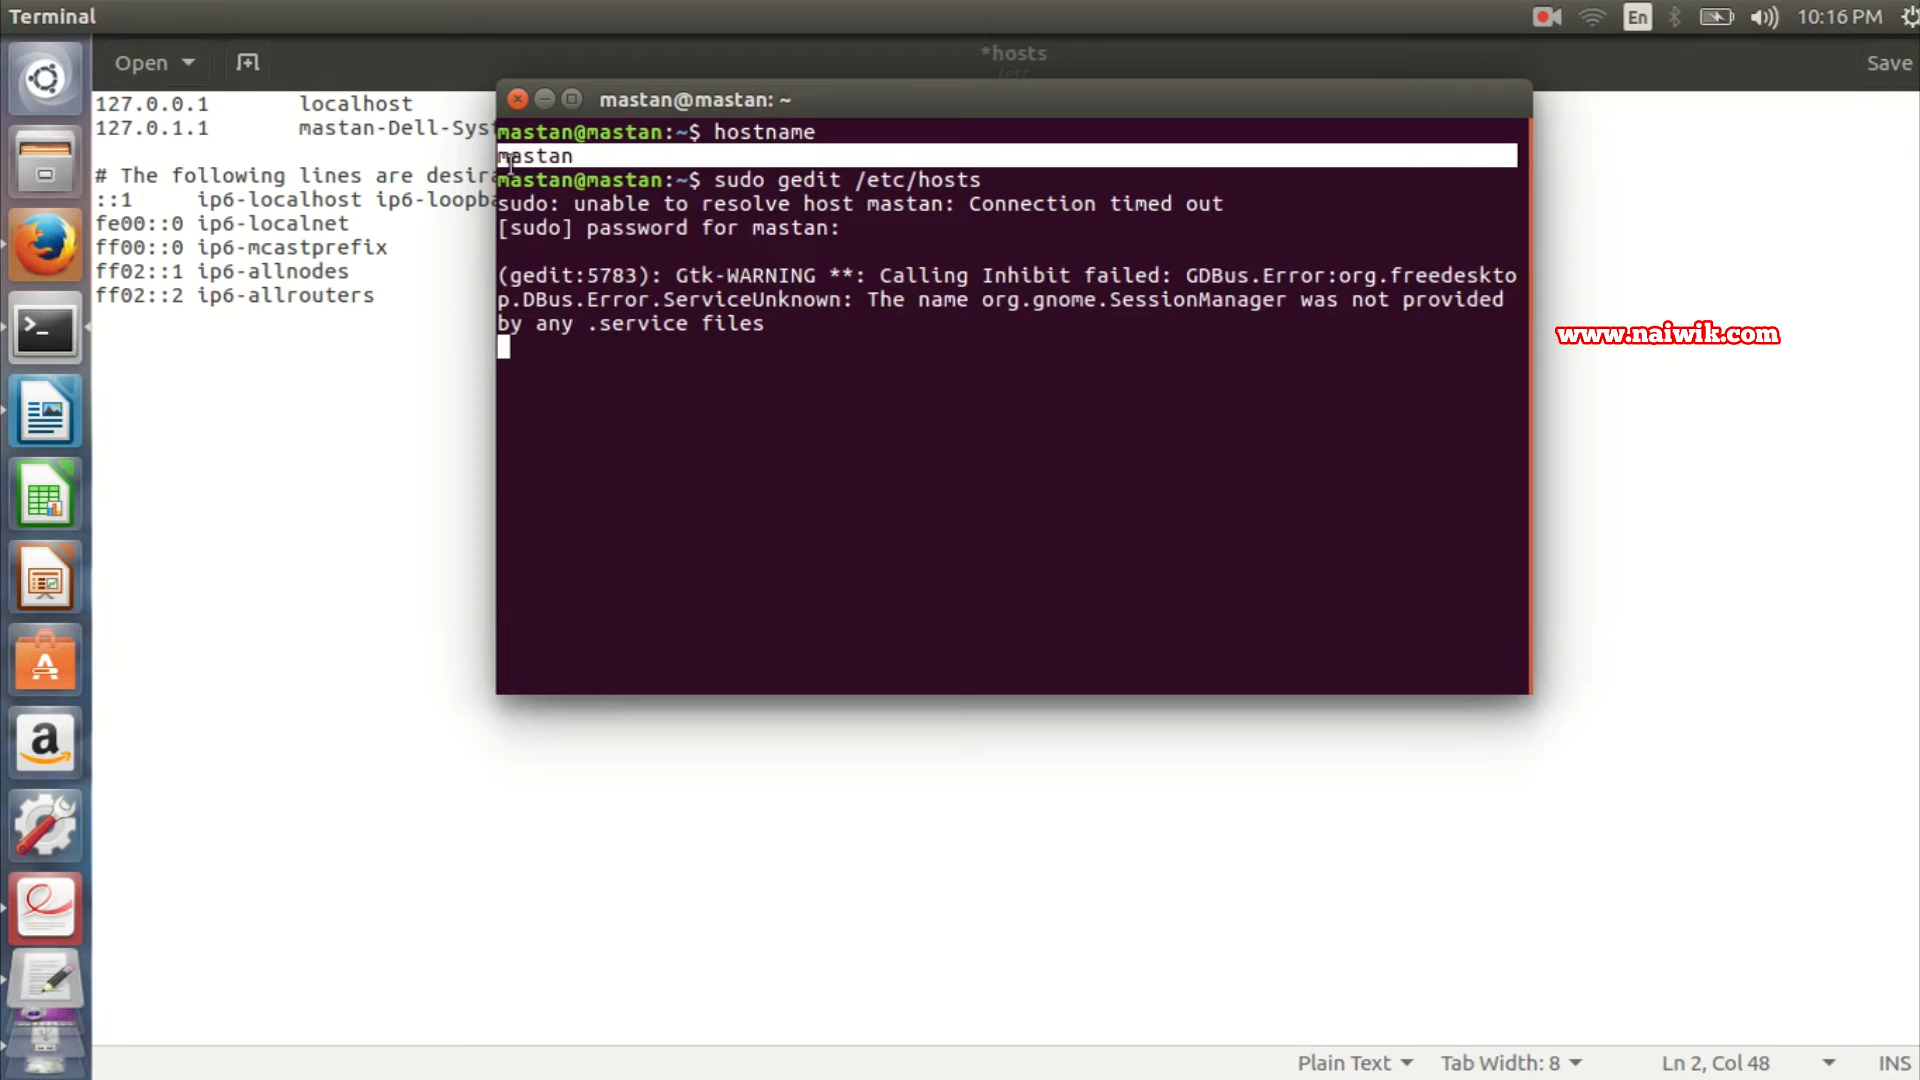 Terminal
En
10:16 PM
Open
*hosts
/etc
Save
127.0.0.1 localhost
127.0.1.1 mastan-Dell-Syst
# The following lines are desira
::1 ip6-localhost ip6-loopba
fe00::0 ip6-localnet
ff00::0 ip6-mcastprefix
ff02::1 ip6-allnodes
ff02::2 ip6-allrouters
mastan@mastan: ~
mastan@mastan:~$ hostname
mastan
mastan@mastan:~$ sudo gedit /etc/hosts
sudo: unable to resolve host mastan: Connection timed out
[sudo] password for mastan:
(gedit:5783): Gtk-WARNING **: Calling Inhibit failed: GDBus.Error:org.freedeskto
p.DBus.Error.ServiceUnknown: The name org.gnome.SessionManager was not provided
by any .service files
www.naiwik.com
Plain Text
Tab Width: 8
Ln 2, Col 48
INS